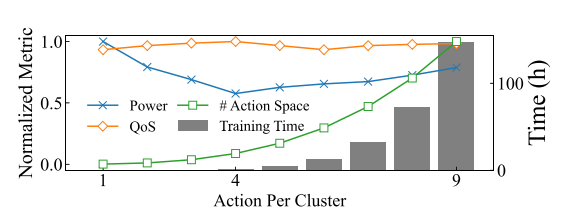 Normalized Metric
1.0
0.5
0.0
Power
# Action Space
QoS
Training Time
100
0
Time (h)
1
4
9
Action Per Cluster